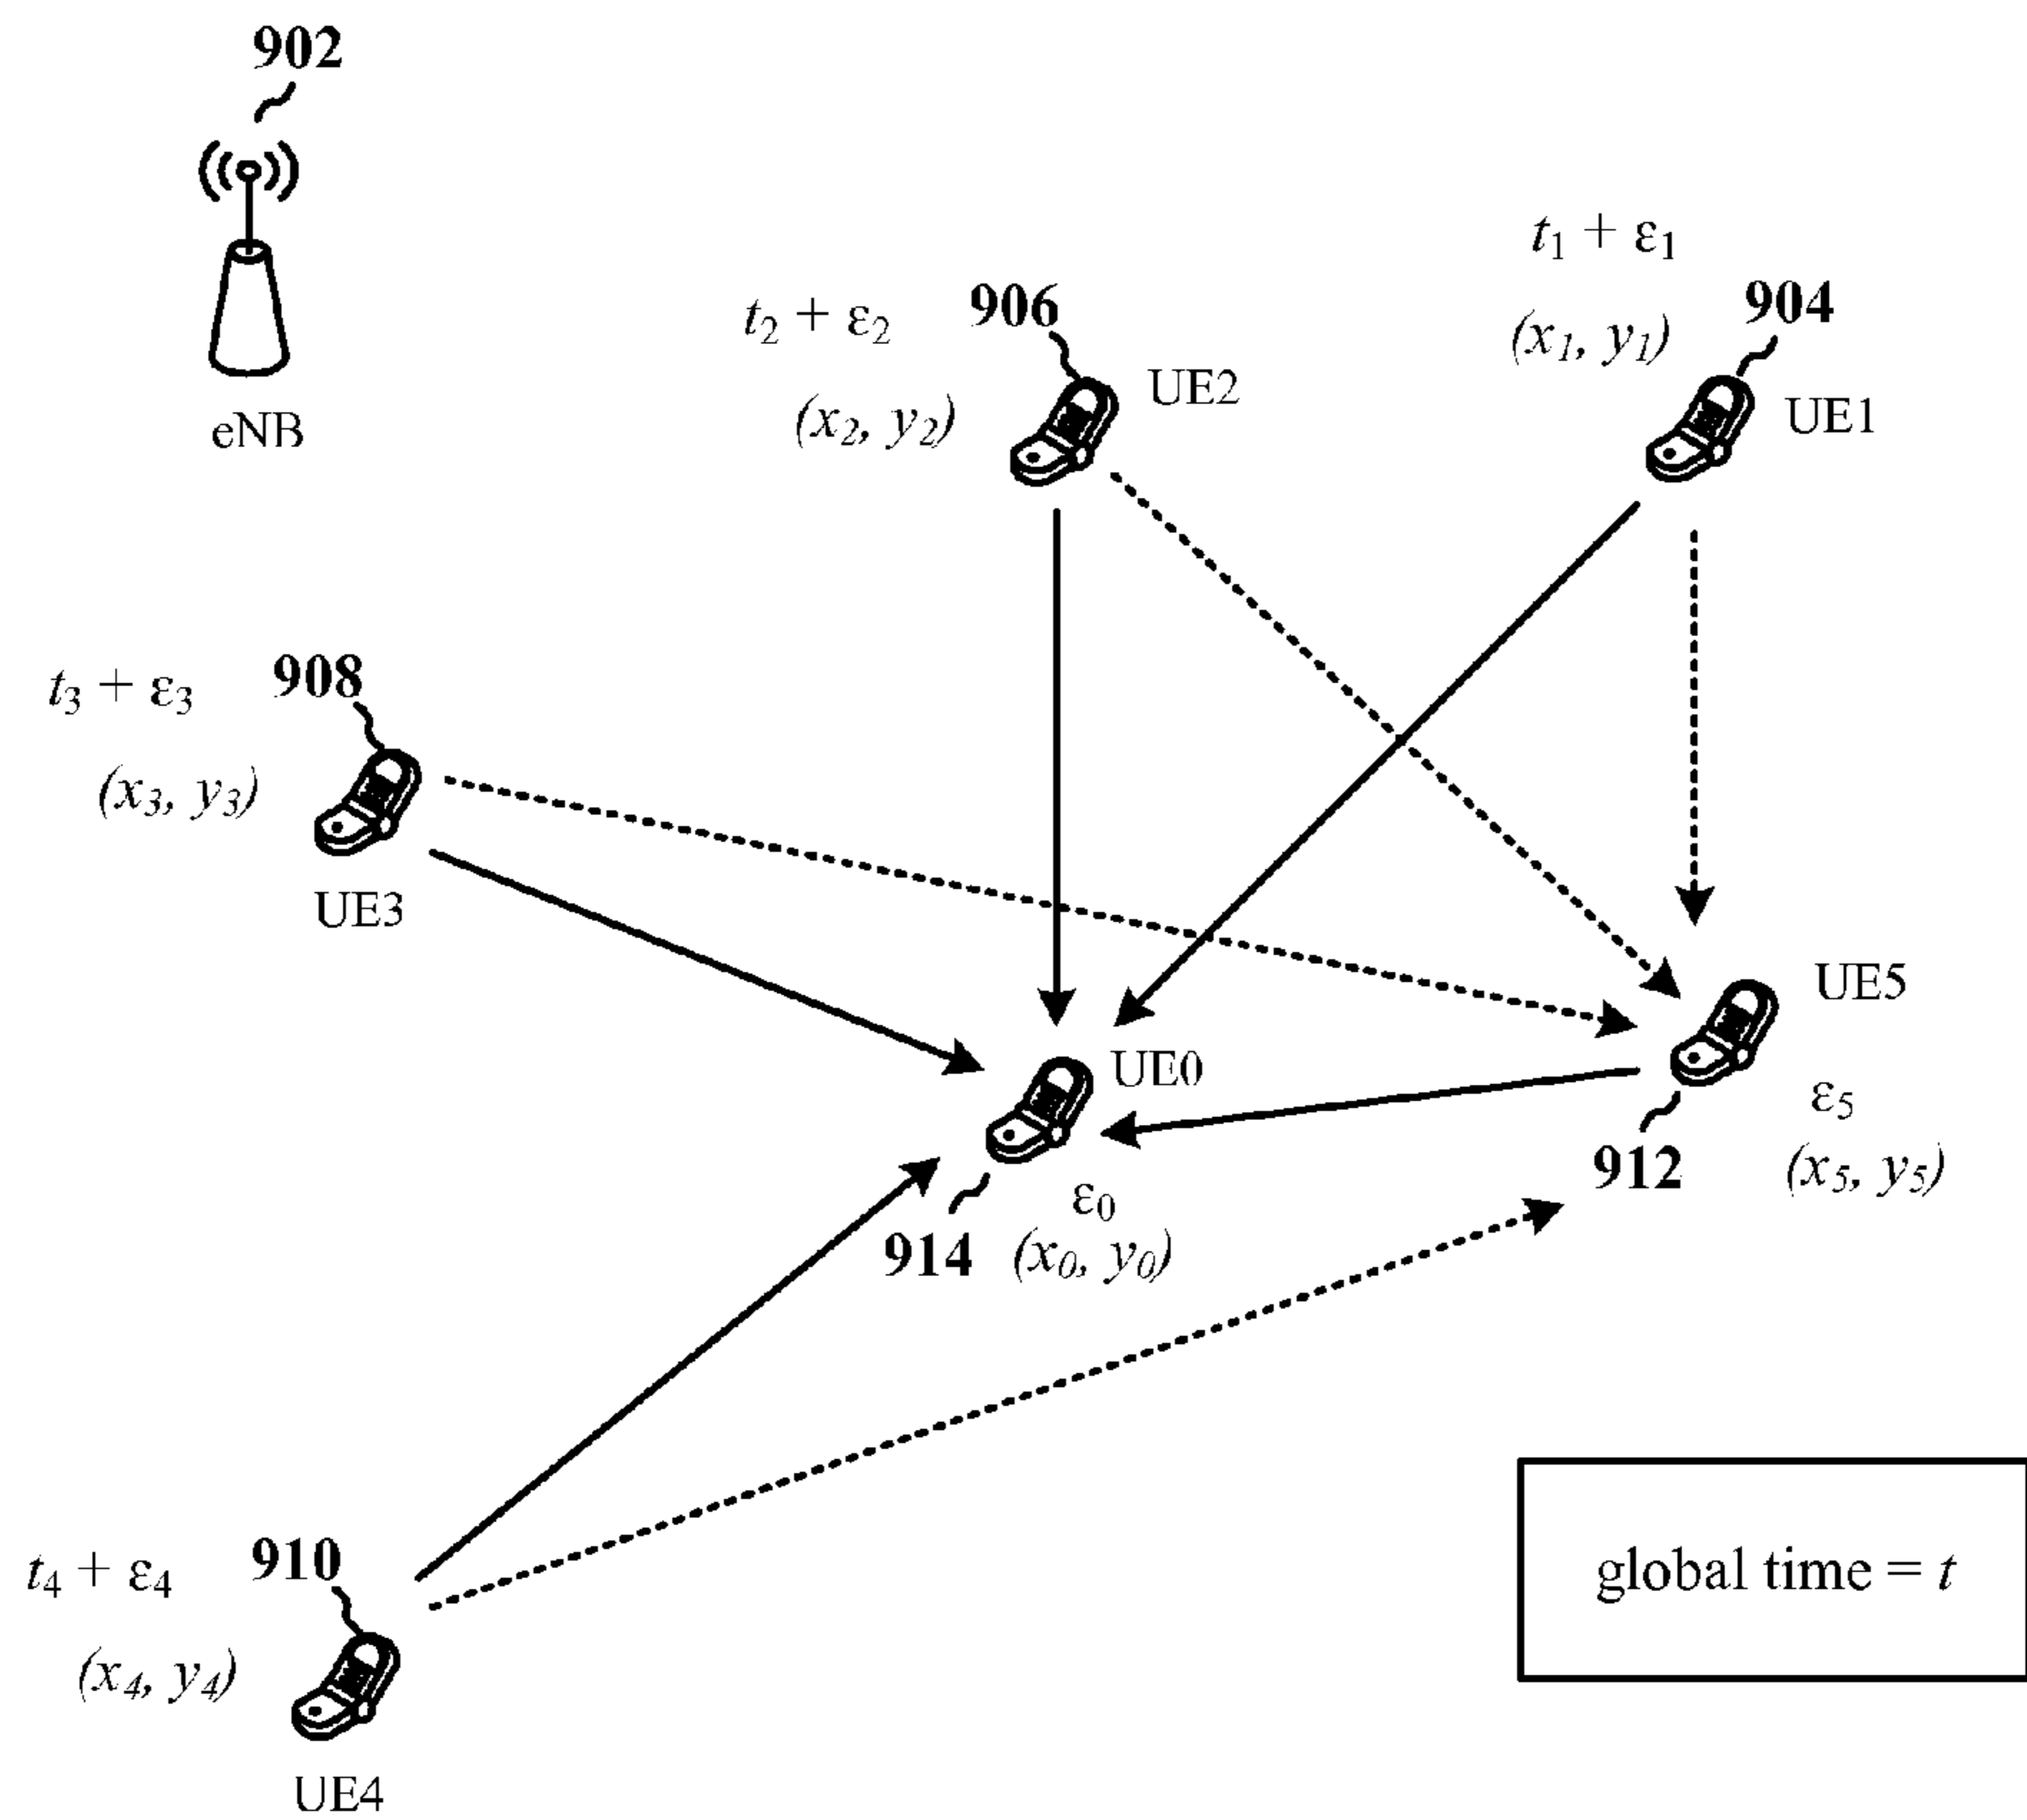 902
eNB
t₁ + ε₁
904
(x₁, y₁)
UE1
906
t₂ + ε₂
UE2
(x₂, y₂)
908
t₃ + ε₃
(x₃, y₃)
UE3
UE5
ε₅
912
(x₅, y₅)
UE0
ε₀
914
(x₀, y₀)
910
t₄ + ε₄
(x₄, y₄)
UE4
global time = t